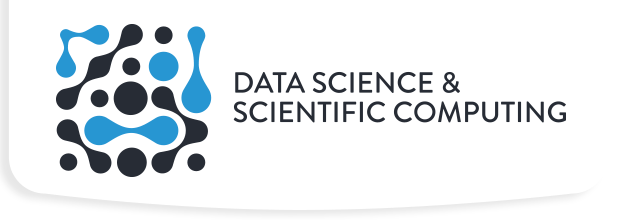 DATA SCIENCE &
SCIENTIFIC COMPUTING